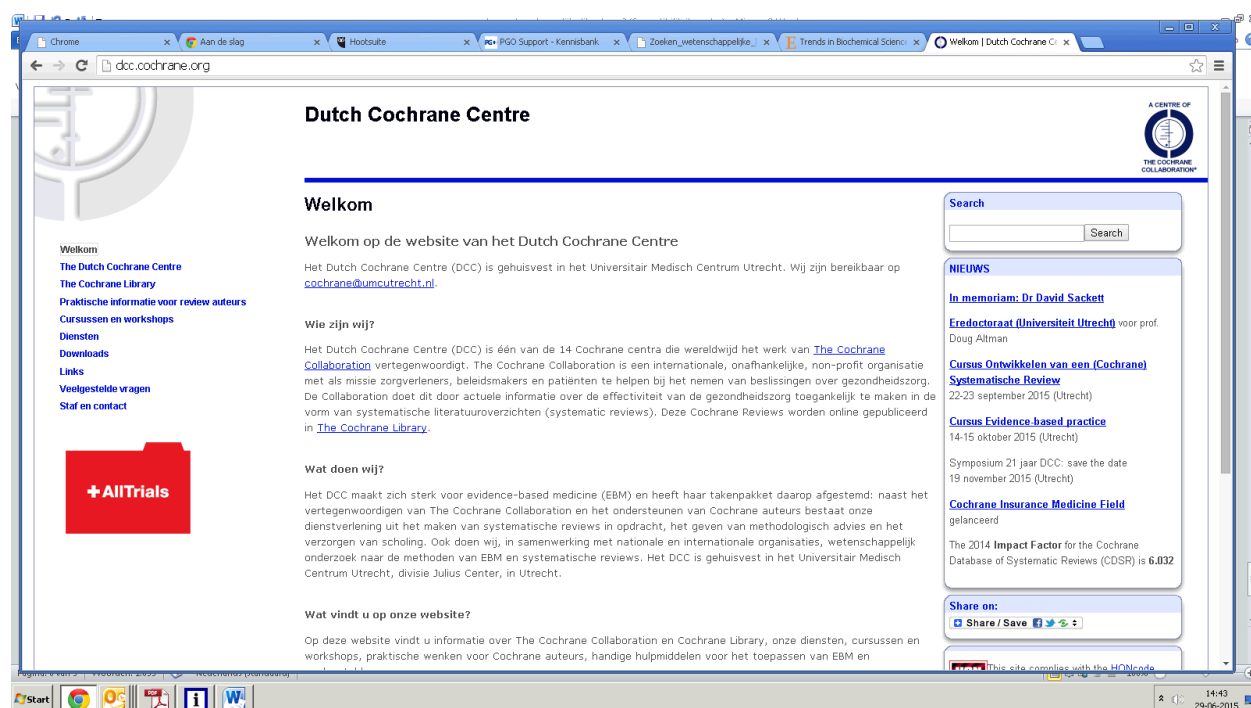 Chrome
Aan de slag
Hootsuite
PGO Support - Kennisbank
Zoeken_wetenschappelijke_
Trends in Biochemical Science
Welkom | Dutch Cochrane Ce
dcc.cochrane.org
Dutch Cochrane Centre
A CENTRE OF
THE COCHRANE
COLLABORATION®
Welkom
The Dutch Cochrane Centre
The Cochrane Library
Praktische informatie voor review auteurs
Cursussen en workshops
Diensten
Downloads
Links
Veelgestelde vragen
Staf en contact
+AllTrials
Welkom
Welkom op de website van het Dutch Cochrane Centre
Het Dutch Cochrane Centre (DCC) is gehuisvest in het Universitair Medisch Centrum Utrecht. Wij zijn bereikbaar op
cochrane@umcutrecht.nl.
Wie zijn wij?
Het Dutch Cochrane Centre (DCC) is één van de 14 Cochrane centra die wereldwijd het werk van The Cochrane
Collaboration vertegenwoordigt. The Cochrane Collaboration is een internationale, onafhankelijke, non-profit organisatie
met als missie zorgverleners, beleidsmakers en patiënten te helpen bij het nemen van beslissingen over gezondheidszorg.
De Collaboration doet dit door actuele informatie over de effectiviteit van de gezondheidszorg toegankelijk te maken in de
vorm van systematische literatuuroverzichten (systematic reviews). Deze Cochrane Reviews worden online gepubliceerd
in The Cochrane Library.
Wat doen wij?
Het DCC maakt zich sterk voor evidence-based medicine (EBM) en heeft haar takenpakket daarop afgestemd: naast het
vertegenwoordigen van The Cochrane Collaboration en het ondersteunen van Cochrane auteurs bestaat onze
dienstverlening uit het maken van systematische reviews in opdracht, het geven van methodologisch advies en het
verzorgen van scholing. Ook doen wij, in samenwerking met nationale en internationale organisaties, wetenschappelijk
onderzoek naar de methoden van EBM en systematische reviews. Het DCC is gehuisvest in het Universitair Medisch
Centrum Utrecht, divisie Julius Center, in Utrecht.
Wat vindt u op onze website?
Op deze website vindt u informatie over The Cochrane Collaboration en Cochrane Library, onze diensten, cursussen en
workshops, praktische wenken voor Cochrane auteurs, handige hulpmiddelen voor het toepassen van EBM en
Search
Search
NIEUWS
In memoriam: Dr David Sackett
Eredoctoraat (Universiteit Utrecht) voor prof.
Doug Altman
Cursus Ontwikkelen van een (Cochrane)
Systematische Review
22-23 september 2015 (Utrecht)
Cursus Evidence-based practice
14-15 oktober 2015 (Utrecht)
Symposium 21 jaar DCC: save the date
19 november 2015 (Utrecht)
Cochrane Insurance Medicine Field
gelanceerd
The 2014 Impact Factor for the Cochrane
Database of Systematic Reviews (CDSR) is 6.032
Share on:
Share / Save
This site complies with the HONcode
Start
14:43
29-06-2015